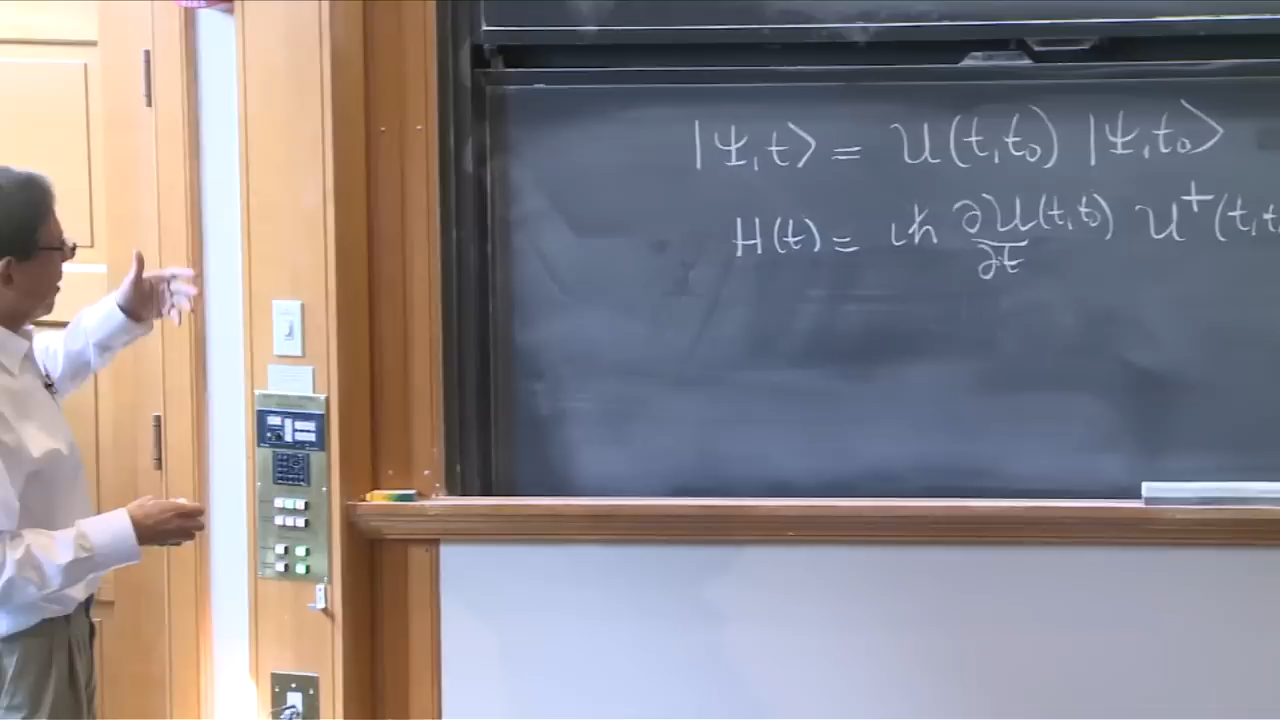 |Ψ,t⟩ = U(t,t₀) |Ψ,t₀⟩
H(t) = iħ ∂U(t,t₀)/∂t U†(t,t